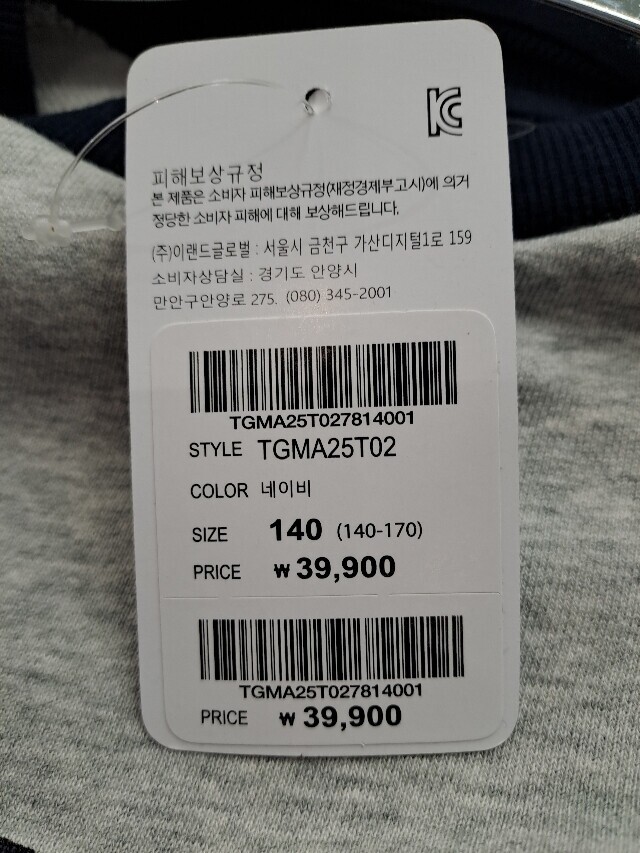 KC
피해보상규정
본 제품은 소비자 피해보상규정(재정경제부고시)에 의거
정당한 소비자 피해에 대해 보상해드립니다.
(주)이랜드글로벌 : 서울시 금천구 가산디지털1로 159
소비자상담실 : 경기도 안양시
만안구안양로 275. (080) 345-2001
TGMA25T027814001
STYLE TGMA25T02
COLOR 네이비
SIZE 140 (140-170)
PRICE ₩ 39,900
TGMA25T027814001
PRICE ₩ 39,900